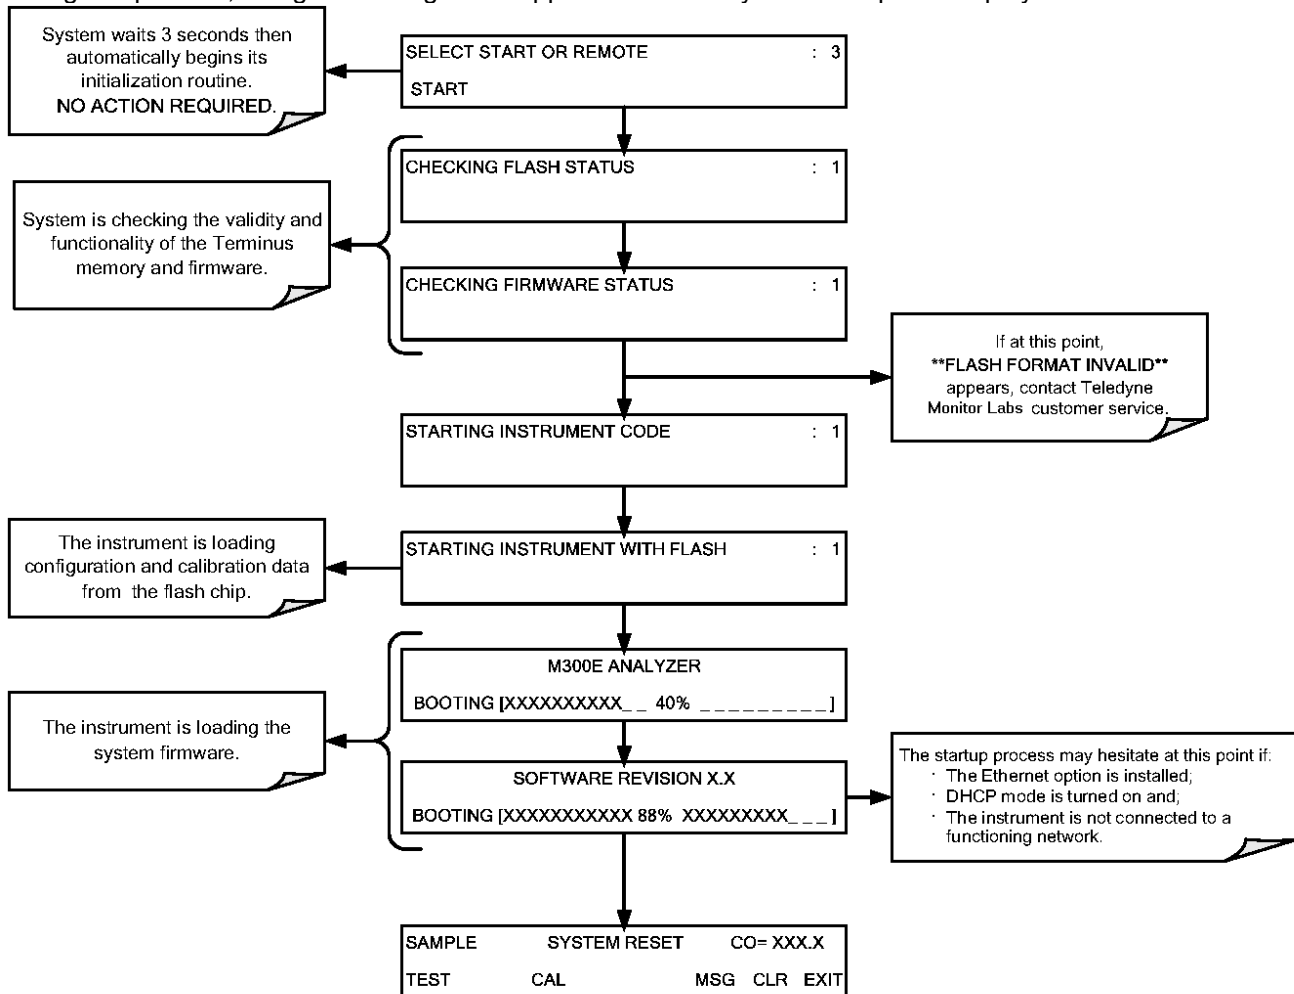 System waits 3 seconds then
automatically begins its
initialization routine.
NO ACTION REQUIRED.
SELECT START OR REMOTE : 3
START
CHECKING FLASH STATUS : 1
System is checking the validity and
functionality of the Terminus
memory and firmware.
CHECKING FIRMWARE STATUS : 1
If at this point,
**FLASH FORMAT INVALID**
appears, contact Teledyne
Monitor Labs customer service.
STARTING INSTRUMENT CODE : 1
The instrument is loading
configuration and calibration data
from the flash chip.
STARTING INSTRUMENT WITH FLASH : 1
M300E ANALYZER
BOOTING [XXXXXXXXXX_ _ 40% _ _ _ _ _ _ _ _ _ ]
The instrument is loading the
system firmware.
SOFTWARE REVISION X.X
BOOTING [XXXXXXXXXXX 88% XXXXXXXXX_ _ _ ]
The startup process may hesitate at this point if:
· The Ethernet option is installed;
· DHCP mode is turned on and;
· The instrument is not connected to a
functioning network.
SAMPLE SYSTEM RESET CO= XXX.X
TEST CAL MSG CLR EXIT